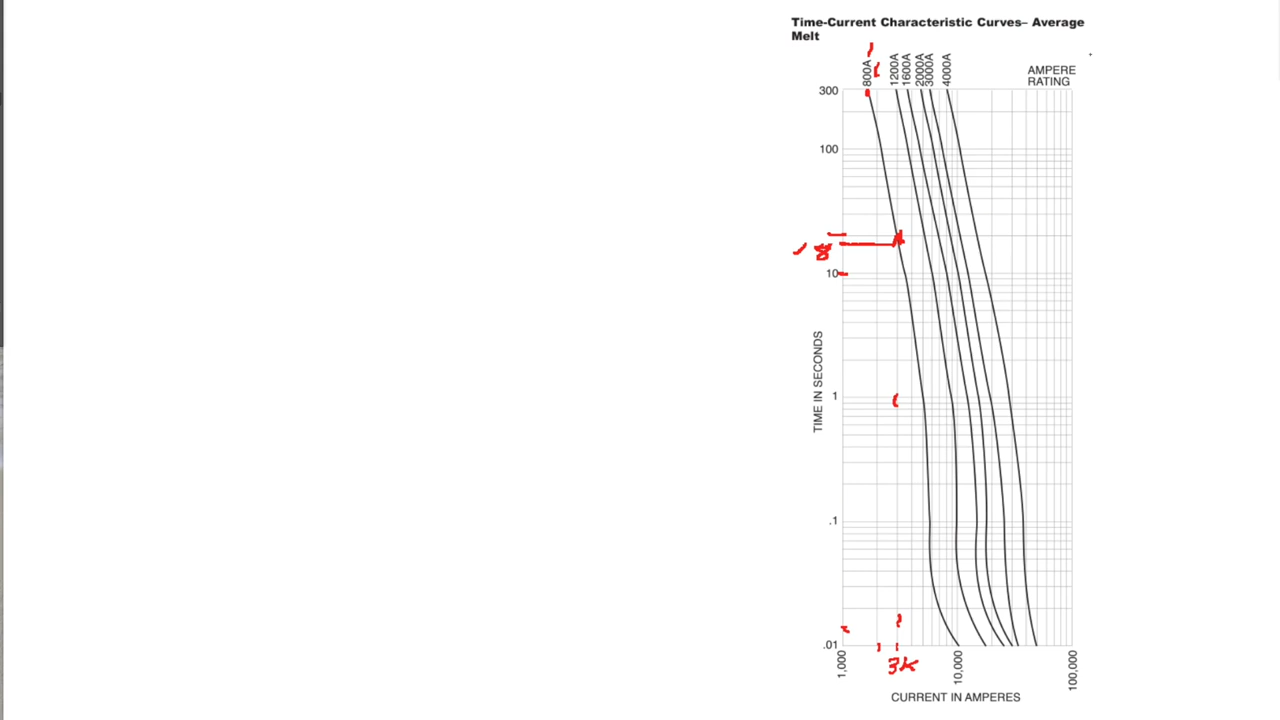 Time-Current Characteristic Curves– Average
Melt
800A
1200A
1600A
2000A
3000A
4000A
AMPERE
RATING
300
100
18
10
TIME IN SECONDS
1
.1
.01
1,000
3K
10,000
100,000
CURRENT IN AMPERES